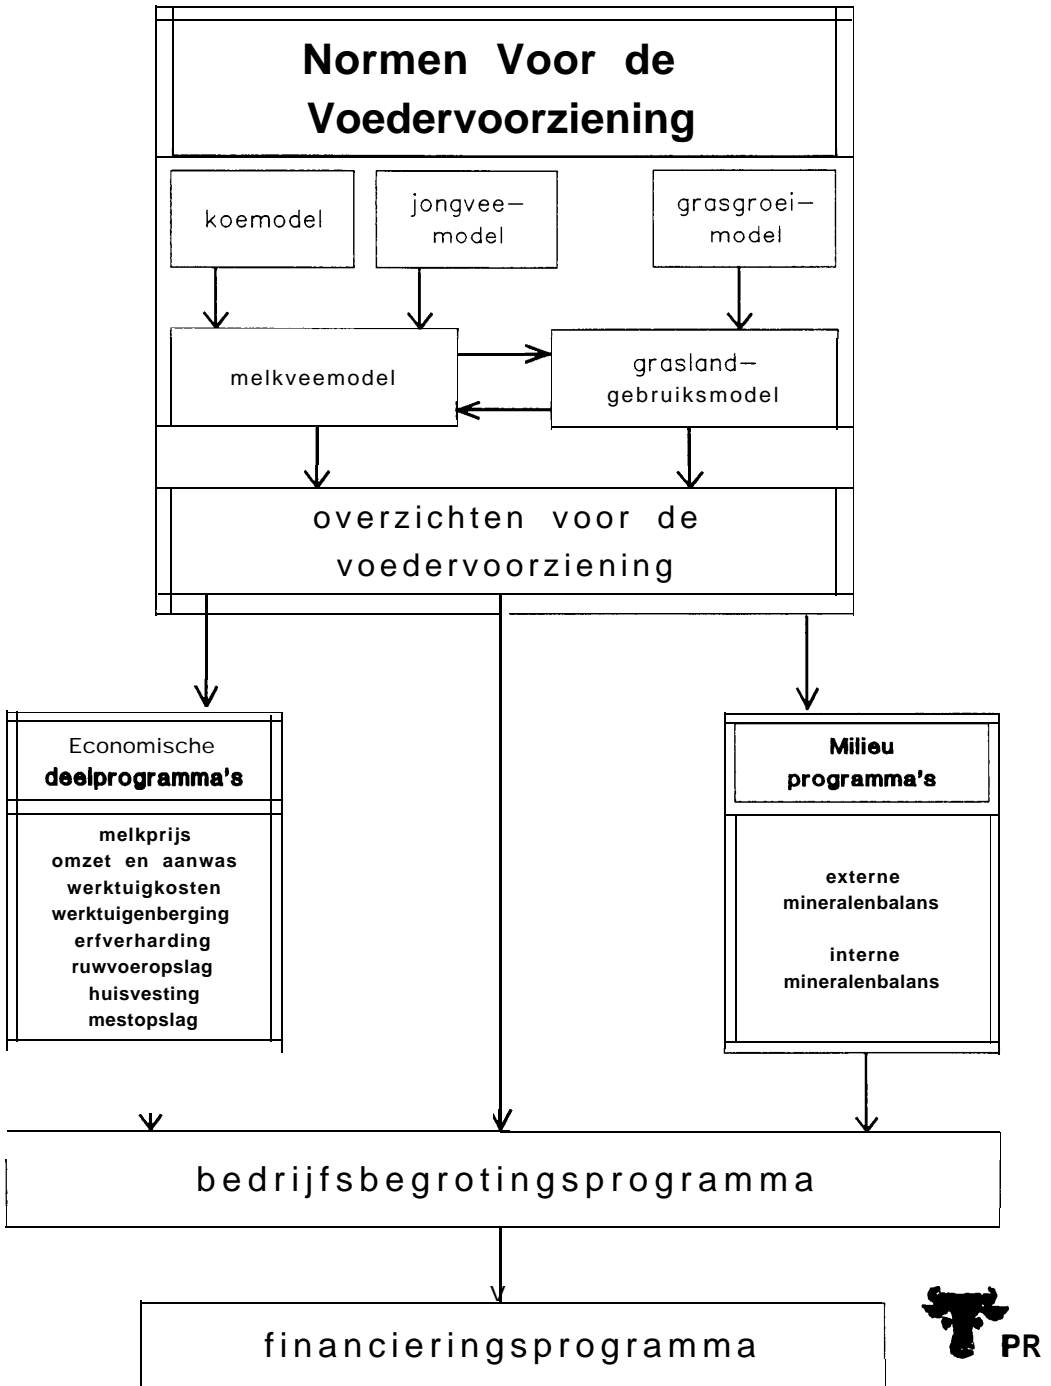 Normen Voor de
Voedervoorziening
koemodel
jongvee-
model
grasgroei-
model
melkveemodel
grasland-
gebruiksmodel
overzichten voor de
voedervoorziening
Economische
deelprogramma's
melkprijs
omzet en aanwas
werktuigkosten
werktuigenberging
erfverharding
ruwvoeropslag
huisvesting
mestopslag
Milieu
programma's
externe
mineralenbalans
interne
mineralenbalans
bedrijfsbegrotingsprogramma
financieringsprogramma
PR